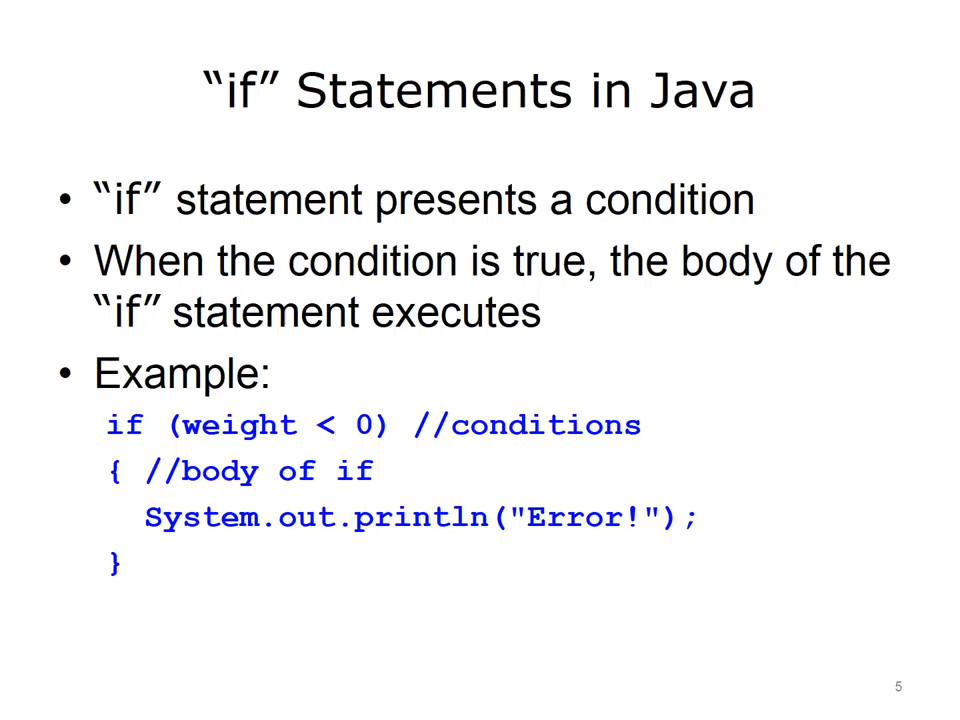 “if” Statements in Java
• “if” statement presents a condition
• When the condition is true, the body of the
“if” statement executes
• Example:
if (weight < 0) //conditions
{ //body of if
System.out.println("Error!");
}
5